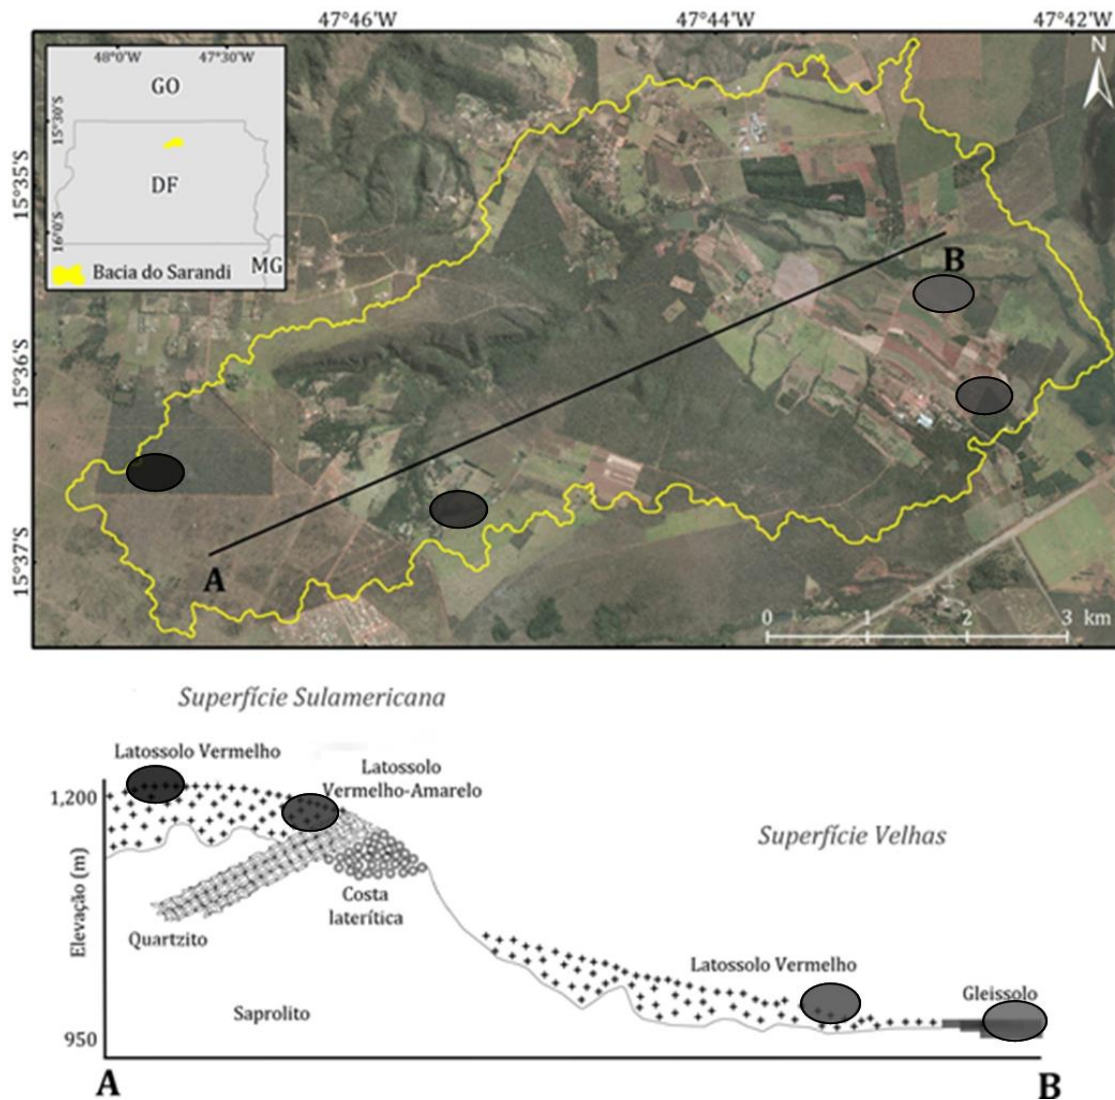 47°46'W 47°44'W 47°42'W
48°0'W 47°30'W
N
GO
15°30'S
15°35'S
DF
16°0'S
MG
Bacia do Sarandi
B
15°36'S
15°37'S
A
0 1 2 3 km
Superfície Sulamericana
Latossolo Vermelho
Latossolo
Vermelho-Amarelo
1,200
Superfície Velhas
Elevação (m)
Costa
laterítica
Quartzito
Latossolo Vermelho
Gleissolo
Saprolito
950
A B